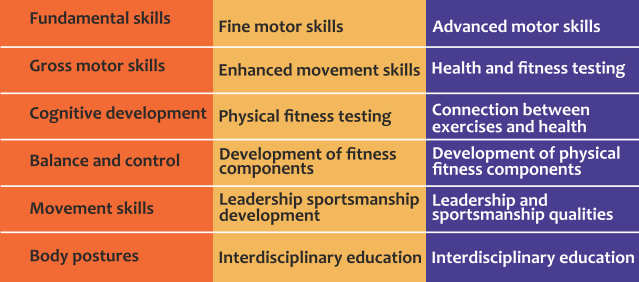 Fundamental skills
Fine motor skills
Advanced motor skills
Gross motor skills
Enhanced movement skills
Health and fitness testing
Cognitive development
Physical fitness testing
Connection between
exercises and health
Balance and control
Development of fitness
components
Development of physical
fitness components
Movement skills
Leadership sportsmanship
development
Leadership and
sportsmanship qualities
Body postures
Interdisciplinary education
Interdisciplinary education